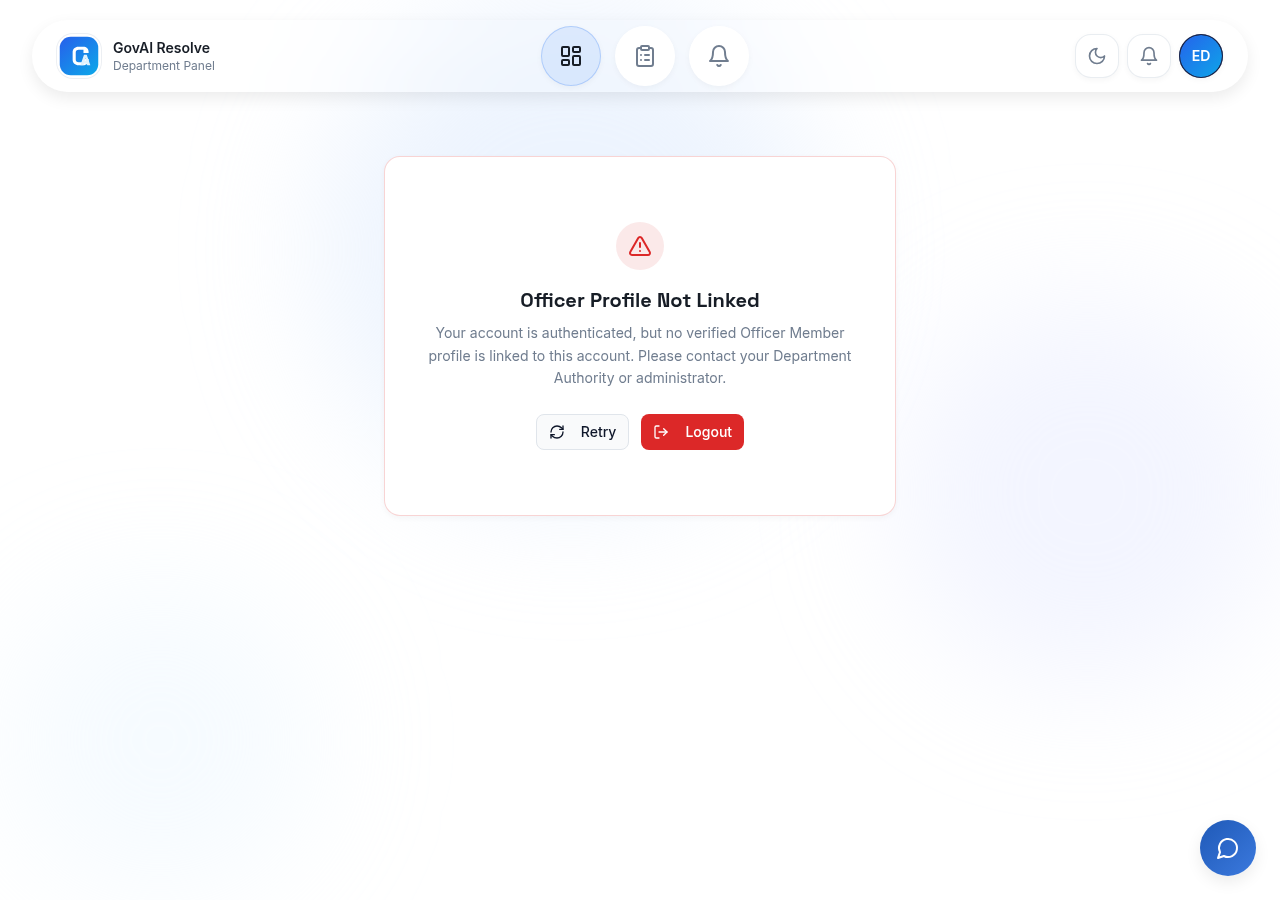 GovAI Resolve
Department Panel
ED
Officer Profile Not Linked
Your account is authenticated, but no verified Officer Member
profile is linked to this account. Please contact your Department
Authority or administrator.
Retry
Logout